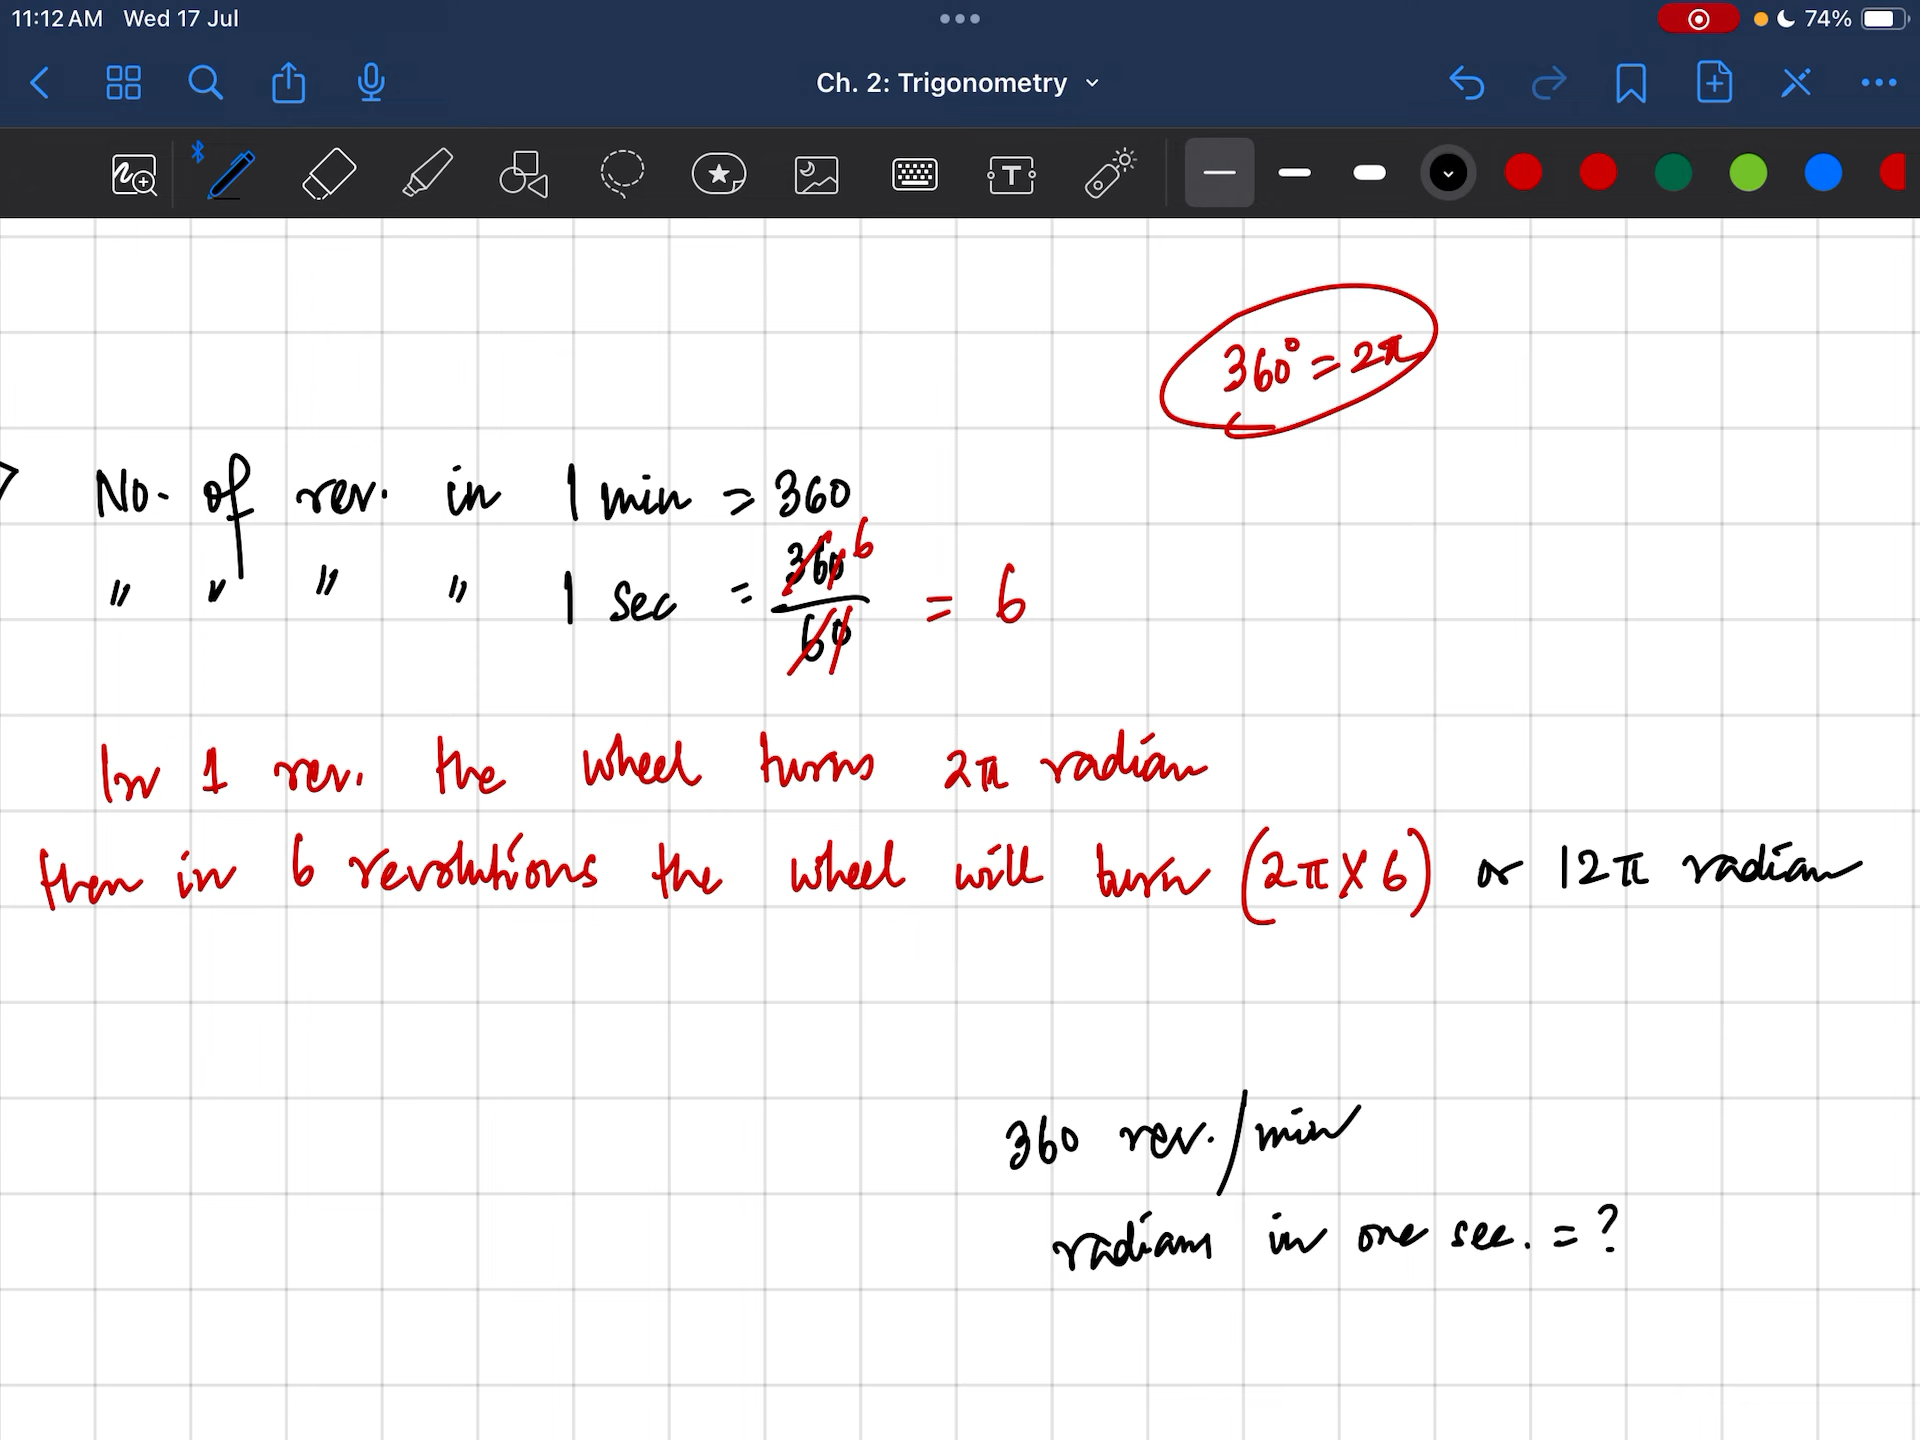 11:12 AM Wed 17 Jul
74%
Ch. 2: Trigonometry
360° = 2π
No. of rev. in 1 min = 360
〃 〃 〃 〃 1 sec = 360/60 6 = 6
In 1 rev. the wheel turns 2π radian
then in 6 revolutions the wheel will turn (2π × 6) or 12π radian
360 rev./min
radians in one sec. = ?